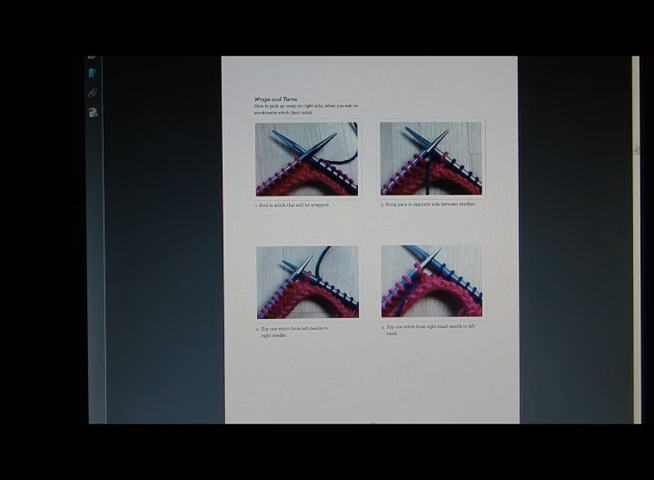 Wraps and Turns
How to pick up wrap on right side, when you are on
stockinette stitch (knit side)
1. Knit to stitch that will be wrapped
3. Bring yarn to opposite side between needles.
2. Slip one stitch from left needle to
right needle.
4. Slip one stitch from right hand needle to left
hand.